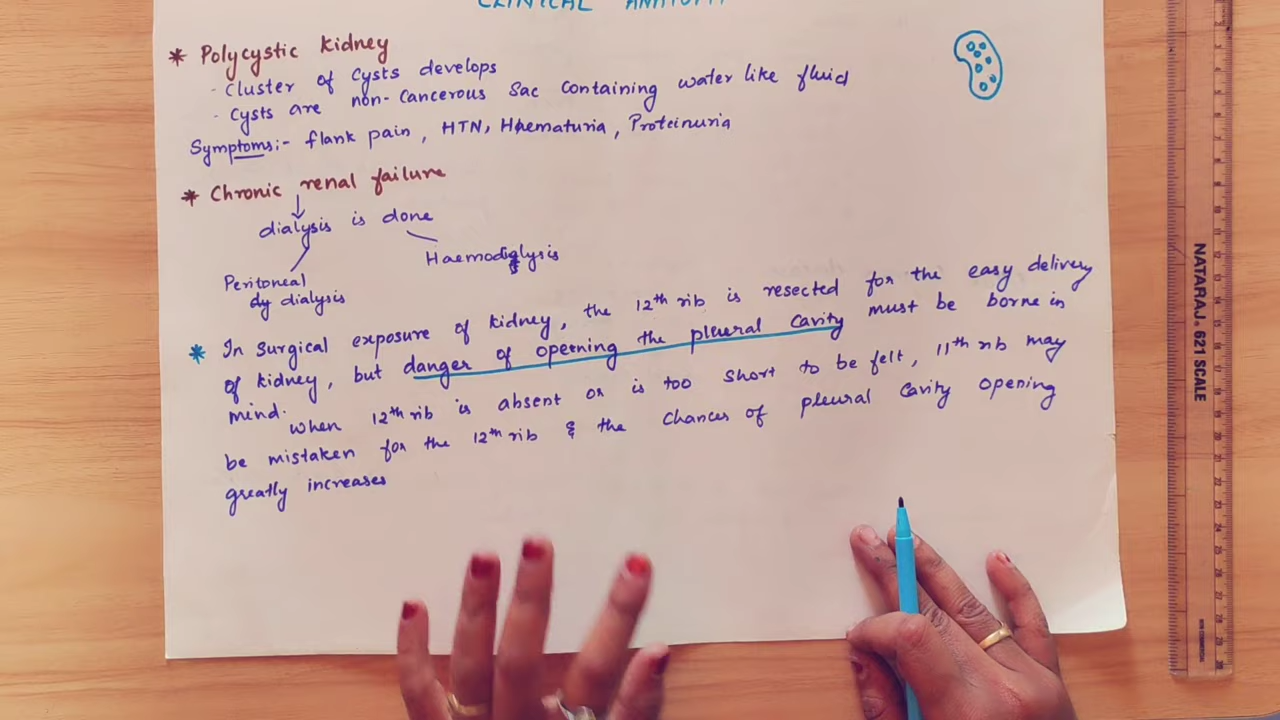 CLINICAL ANATOMY
* Polycystic kidney
- Cluster of Cysts develops
- Cysts are non-Cancerous Sac Containing water like fluid
Symptoms:- flank pain, HTN, Haematuria, Proteinuria
* Chronic renal failure
dialysis is done
Haemodialysis
Peritoneal
dialysis
* In Surgical exposure of kidney, the 12th rib is resected for the easy delivery
of kidney, but danger of opening the pleural cavity must be borne in
mind. when 12th rib is absent or is too short to be felt, 11th rib may
be mistaken for the 12th rib & the chances of pleural cavity opening
greatly increases
NATARAJ® 621 SCALE